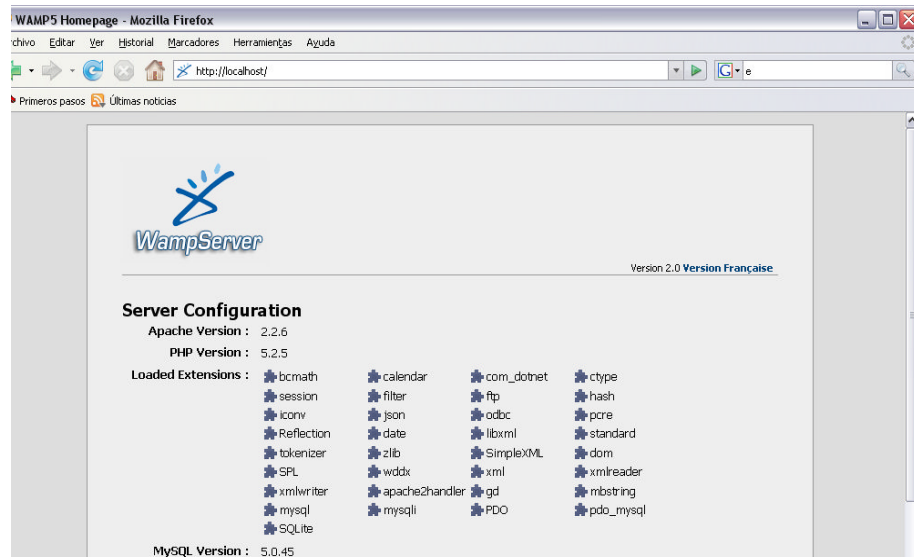 WAMP5 Homepage - Mozilla Firefox
rchivo Editar Ver Historial Marcadores Herramientas Ayuda
http://localhost/
G e
Primeros pasos Últimas noticias
WampServer
Version 2.0 Version Française
Server Configuration
Apache Version : 2.2.6
PHP Version : 5.2.5
Loaded Extensions : bcmath calendar com_dotnet ctype
session filter ftp hash
iconv json odbc pcre
Reflection date libxml standard
tokenizer zlib SimpleXML dom
SPL wddx xml xmlreader
xmlwriter apache2handler gd mbstring
mysql mysqli PDO pdo_mysql
SQLite
MySQL Version : 5.0.45